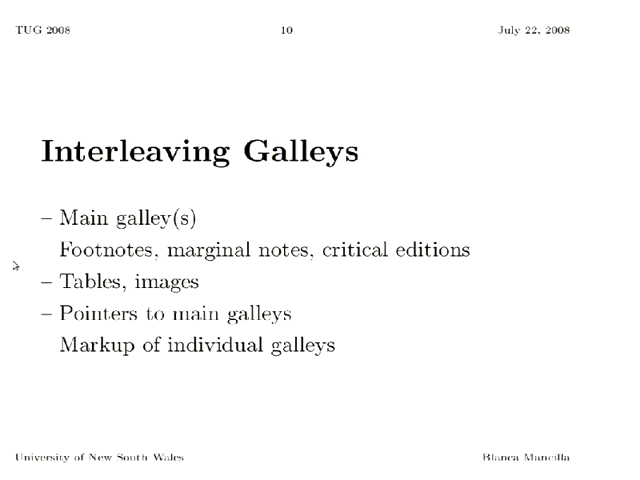 TUG 2008 10 July 22, 2008
Interleaving Galleys
– Main galley(s)
Footnotes, marginal notes, critical editions
– Tables, images
– Pointers to main galleys
Markup of individual galleys
University of New South Wales Blanca Mancilla